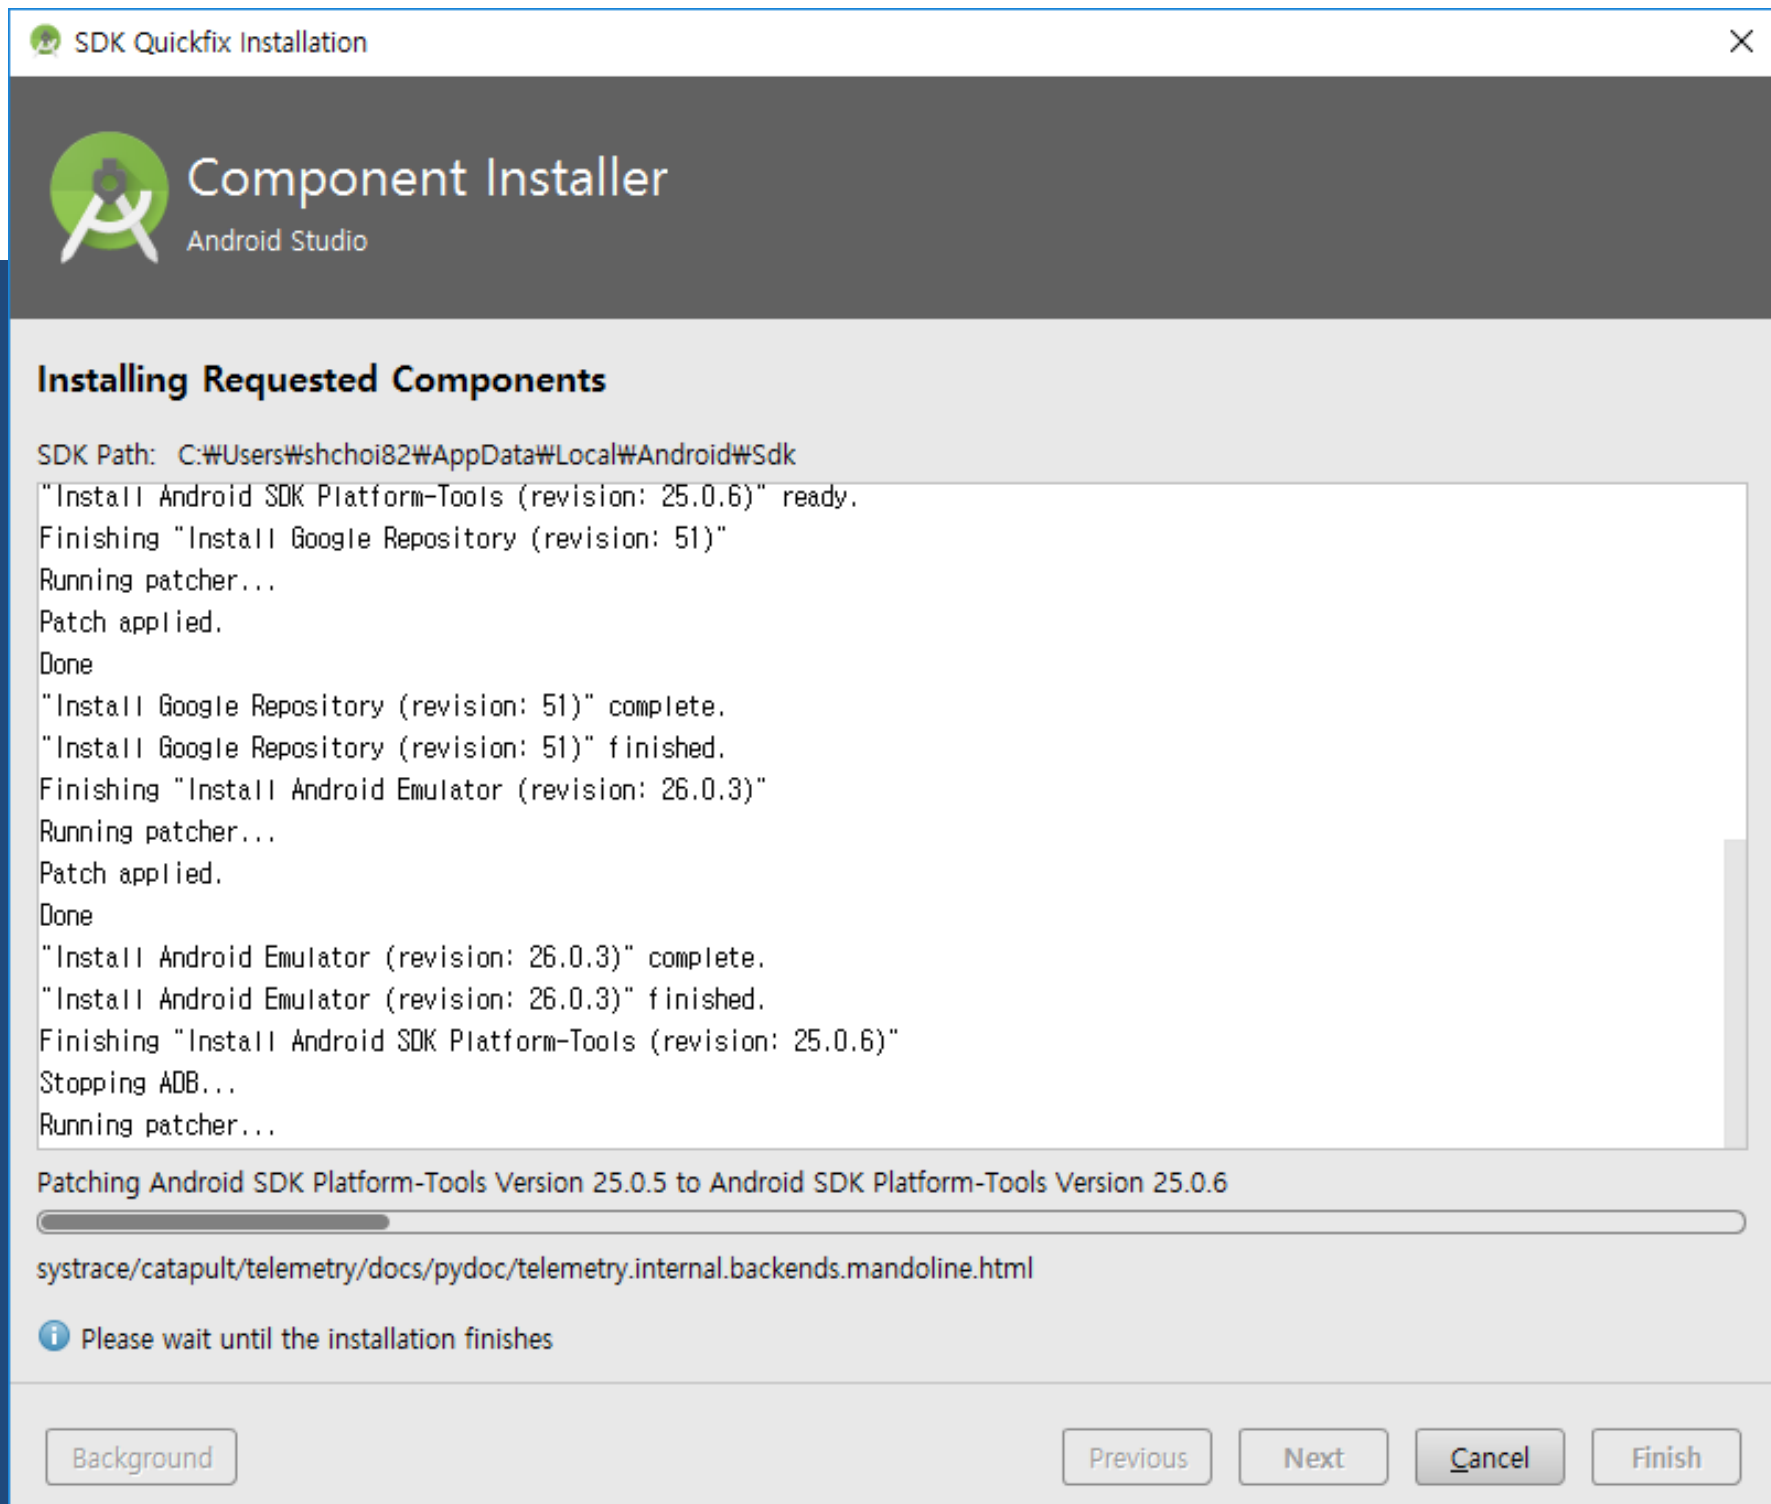 SDK Quickfix Installation
Component Installer
Android Studio
Installing Requested Components
SDK Path: C:₩Users₩shchoi82₩AppData₩Local₩Android₩Sdk
"Install Android SDK Platform-Tools (revision: 25.0.6)" ready.
Finishing "Install Google Repository (revision: 51)"
Running patcher...
Patch applied.
Done
"Install Google Repository (revision: 51)" complete.
"Install Google Repository (revision: 51)" finished.
Finishing "Install Android Emulator (revision: 26.0.3)"
Running patcher...
Patch applied.
Done
"Install Android Emulator (revision: 26.0.3)" complete.
"Install Android Emulator (revision: 26.0.3)" finished.
Finishing "Install Android SDK Platform-Tools (revision: 25.0.6)"
Stopping ADB...
Running patcher...
Patching Android SDK Platform-Tools Version 25.0.5 to Android SDK Platform-Tools Version 25.0.6
systrace/catapult/telemetry/docs/pydoc/telemetry.internal.backends.mandoline.html
Please wait until the installation finishes
Background Previous Next Cancel Finish